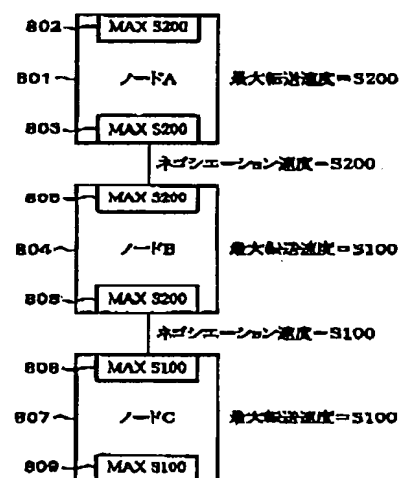 802 MAX S200
801 ノードA 最大転送速度=S200
803 MAX S200
ネゴシエーション速度=S200
805 MAX S200
804 ノードB 最大転送速度=S100
805 MAX S200
ネゴシエーション速度=S100
808 MAX S100
807 ノードC 最大転送速度=S100
809 MAX S100